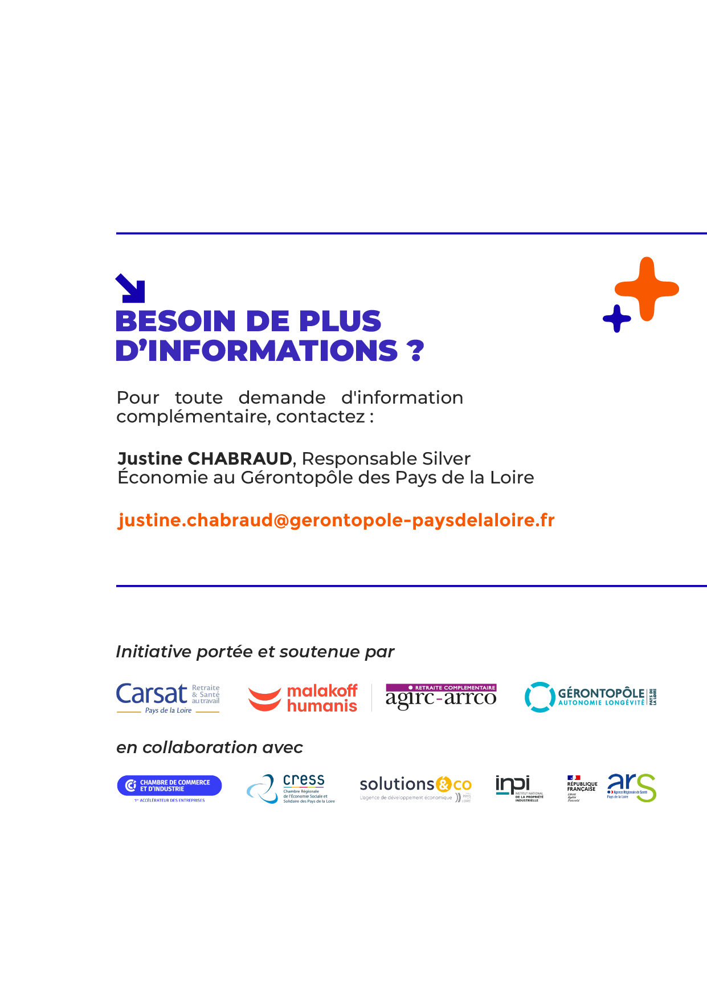 BESOIN DE PLUS
D’INFORMATIONS ?
Pour toute demande d'information
complémentaire, contactez :
Justine CHABRAUD, Responsable Silver
Économie au Gérontopôle des Pays de la Loire
justine.chabraud@gerontopole-paysdelaloire.fr
Initiative portée et soutenue par
Carsat
Retraite
& Santé
au travail
Pays de la Loire
malakoff
humanis
RETRAITE COMPLEMENTAIRE
agirc-arrco
GÉRONTOPÔLE
AUTONOMIE LONGÉVITÉ
PAYS DE
LA LOIRE
en collaboration avec
CHAMBRE DE COMMERCE
ET D'INDUSTRIE
1er ACCÉLÉRATEUR DES ENTREPRISES
cress
Chambre Régionale
de l'Économie Sociale et
Solidaire des Pays de la Loire
solutions&co
L'agence de développement économique
PAYS
LOIRE
inpi
INSTITUT NATIONAL
DE LA PROPRIÉTÉ
INDUSTRIELLE
RÉPUBLIQUE
FRANÇAISE
Liberté
Égalité
Fraternité
ars
Agence Régionale de Santé
Pays de la Loire